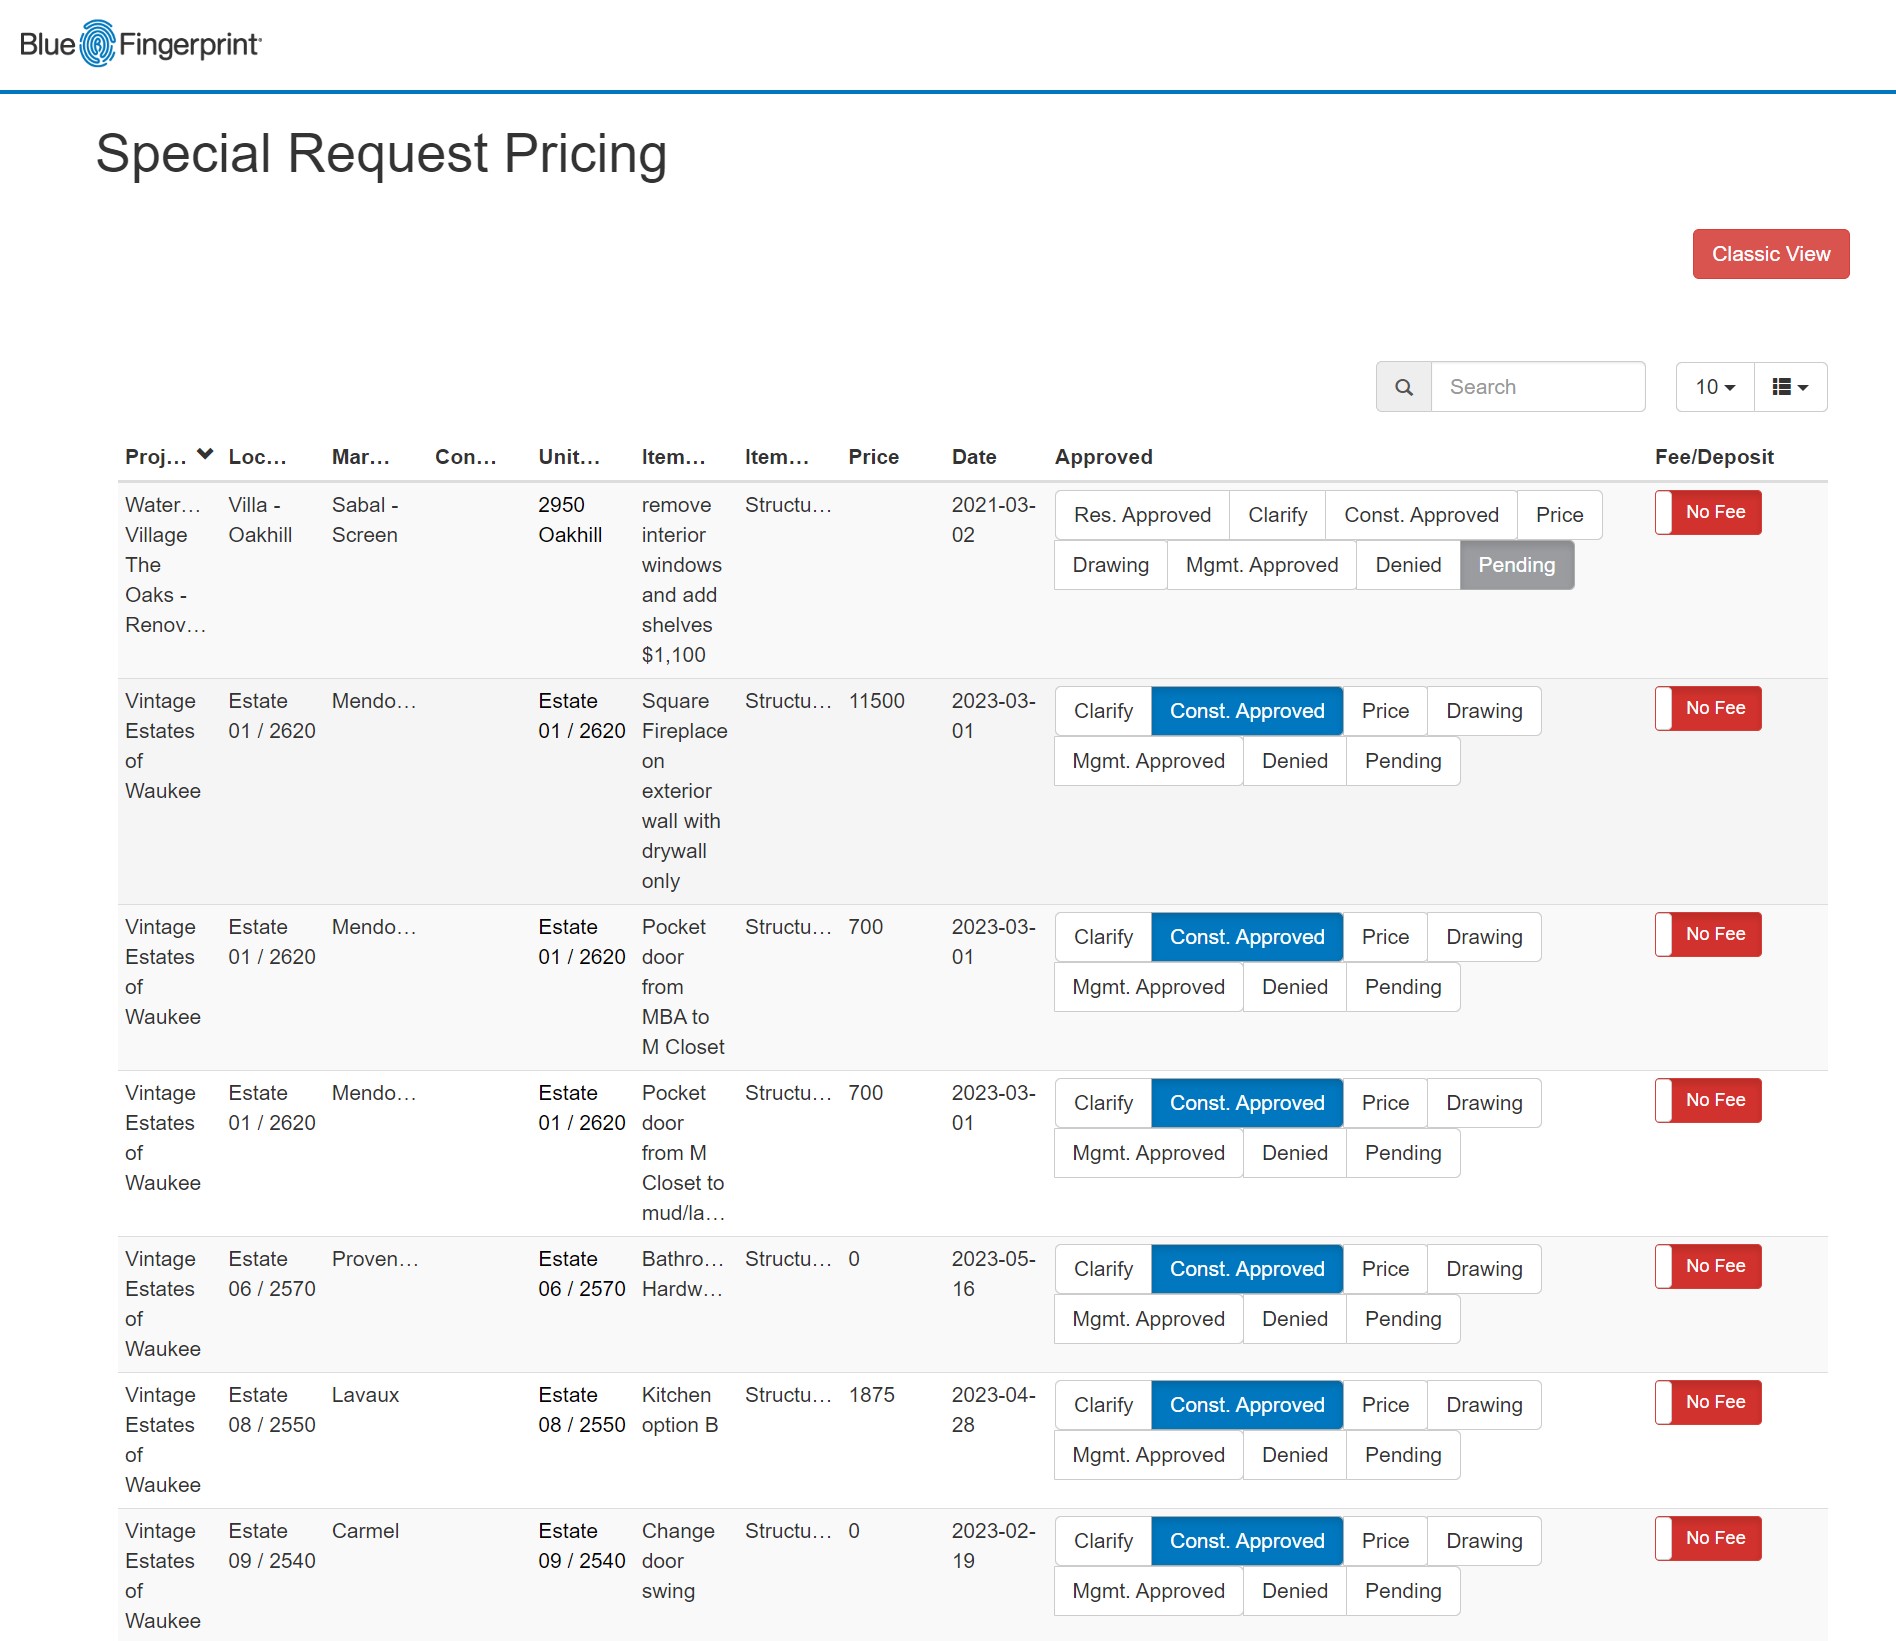 Blue Fingerprint
Special Request Pricing
Classic View
Search
10
Proj... Loc... Mar... Con... Unit... Item... Item... Price Date Approved Fee/Deposit
Water... Villa - Sabal - 2950 remove Structu... 2021-03- Res. Approved Clarify Const. Approved Price No Fee
Village Oakhill Screen Oakhill interior 02
The windows Drawing Mgmt. Approved Denied Pending
Oaks - and add
Renov... shelves
$1,100
Vintage Estate Mendo... Estate Square Structu... 11500 2023-03- Clarify Const. Approved Price Drawing No Fee
Estates 01 / 2620 01 / 2620 Fireplace 01
of on Mgmt. Approved Denied Pending
Waukee exterior
wall with
drywall
only
Vintage Estate Mendo... Estate Pocket Structu... 700 2023-03- Clarify Const. Approved Price Drawing No Fee
Estates 01 / 2620 01 / 2620 door 01
of from Mgmt. Approved Denied Pending
Waukee MBA to
M Closet
Vintage Estate Mendo... Estate Pocket Structu... 700 2023-03- Clarify Const. Approved Price Drawing No Fee
Estates 01 / 2620 01 / 2620 door 01
of from M Mgmt. Approved Denied Pending
Waukee Closet to
mud/la...
Vintage Estate Proven... Estate Bathro... Structu... 0 2023-05- Clarify Const. Approved Price Drawing No Fee
Estates 06 / 2570 06 / 2570 Hardw... 16
of Mgmt. Approved Denied Pending
Waukee
Vintage Estate Lavaux Estate Kitchen Structu... 1875 2023-04- Clarify Const. Approved Price Drawing No Fee
Estates 08 / 2550 08 / 2550 option B 28
of Mgmt. Approved Denied Pending
Waukee
Vintage Estate Carmel Estate Change Structu... 0 2023-02- Clarify Const. Approved Price Drawing No Fee
Estates 09 / 2540 09 / 2540 door 19
of swing Mgmt. Approved Denied Pending
Waukee